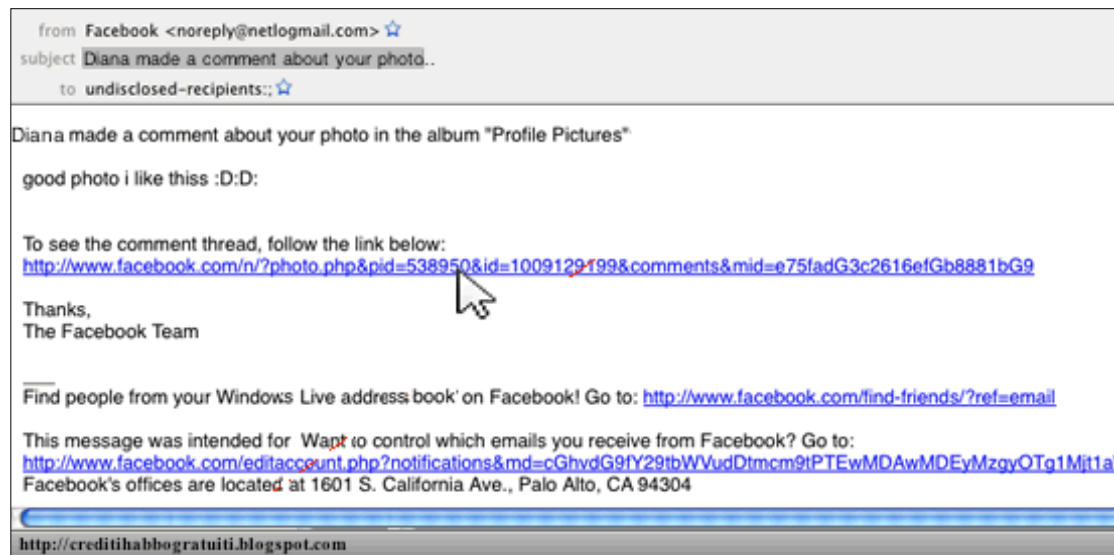 from Facebook <noreply@netlogmail.com>
subject Diana made a comment about your photo..
to undisclosed-recipients:;
Diana made a comment about your photo in the album "Profile Pictures"
good photo i like thiss :D:D:
To see the comment thread, follow the link below:
http://www.facebook.com/n/?photo.php&pid=538950&id=1009129199&comments&mid=e75fadG3c2616efGb8881bG9
Thanks,
The Facebook Team
Find people from your Windows Live address book' on Facebook! Go to: http://www.facebook.com/find-friends/?ref=email
This message was intended for Want to control which emails you receive from Facebook? Go to:
http://www.facebook.com/editaccount.php?notifications&md=cGhvdG9fY29tbWVudDtmcm9tPTEwMDAwMDEyMzgyOTg1Mjt1a
Facebook's offices are located at 1601 S. California Ave., Palo Alto, CA 94304
http://creditihabbogratuiti.blogspot.com